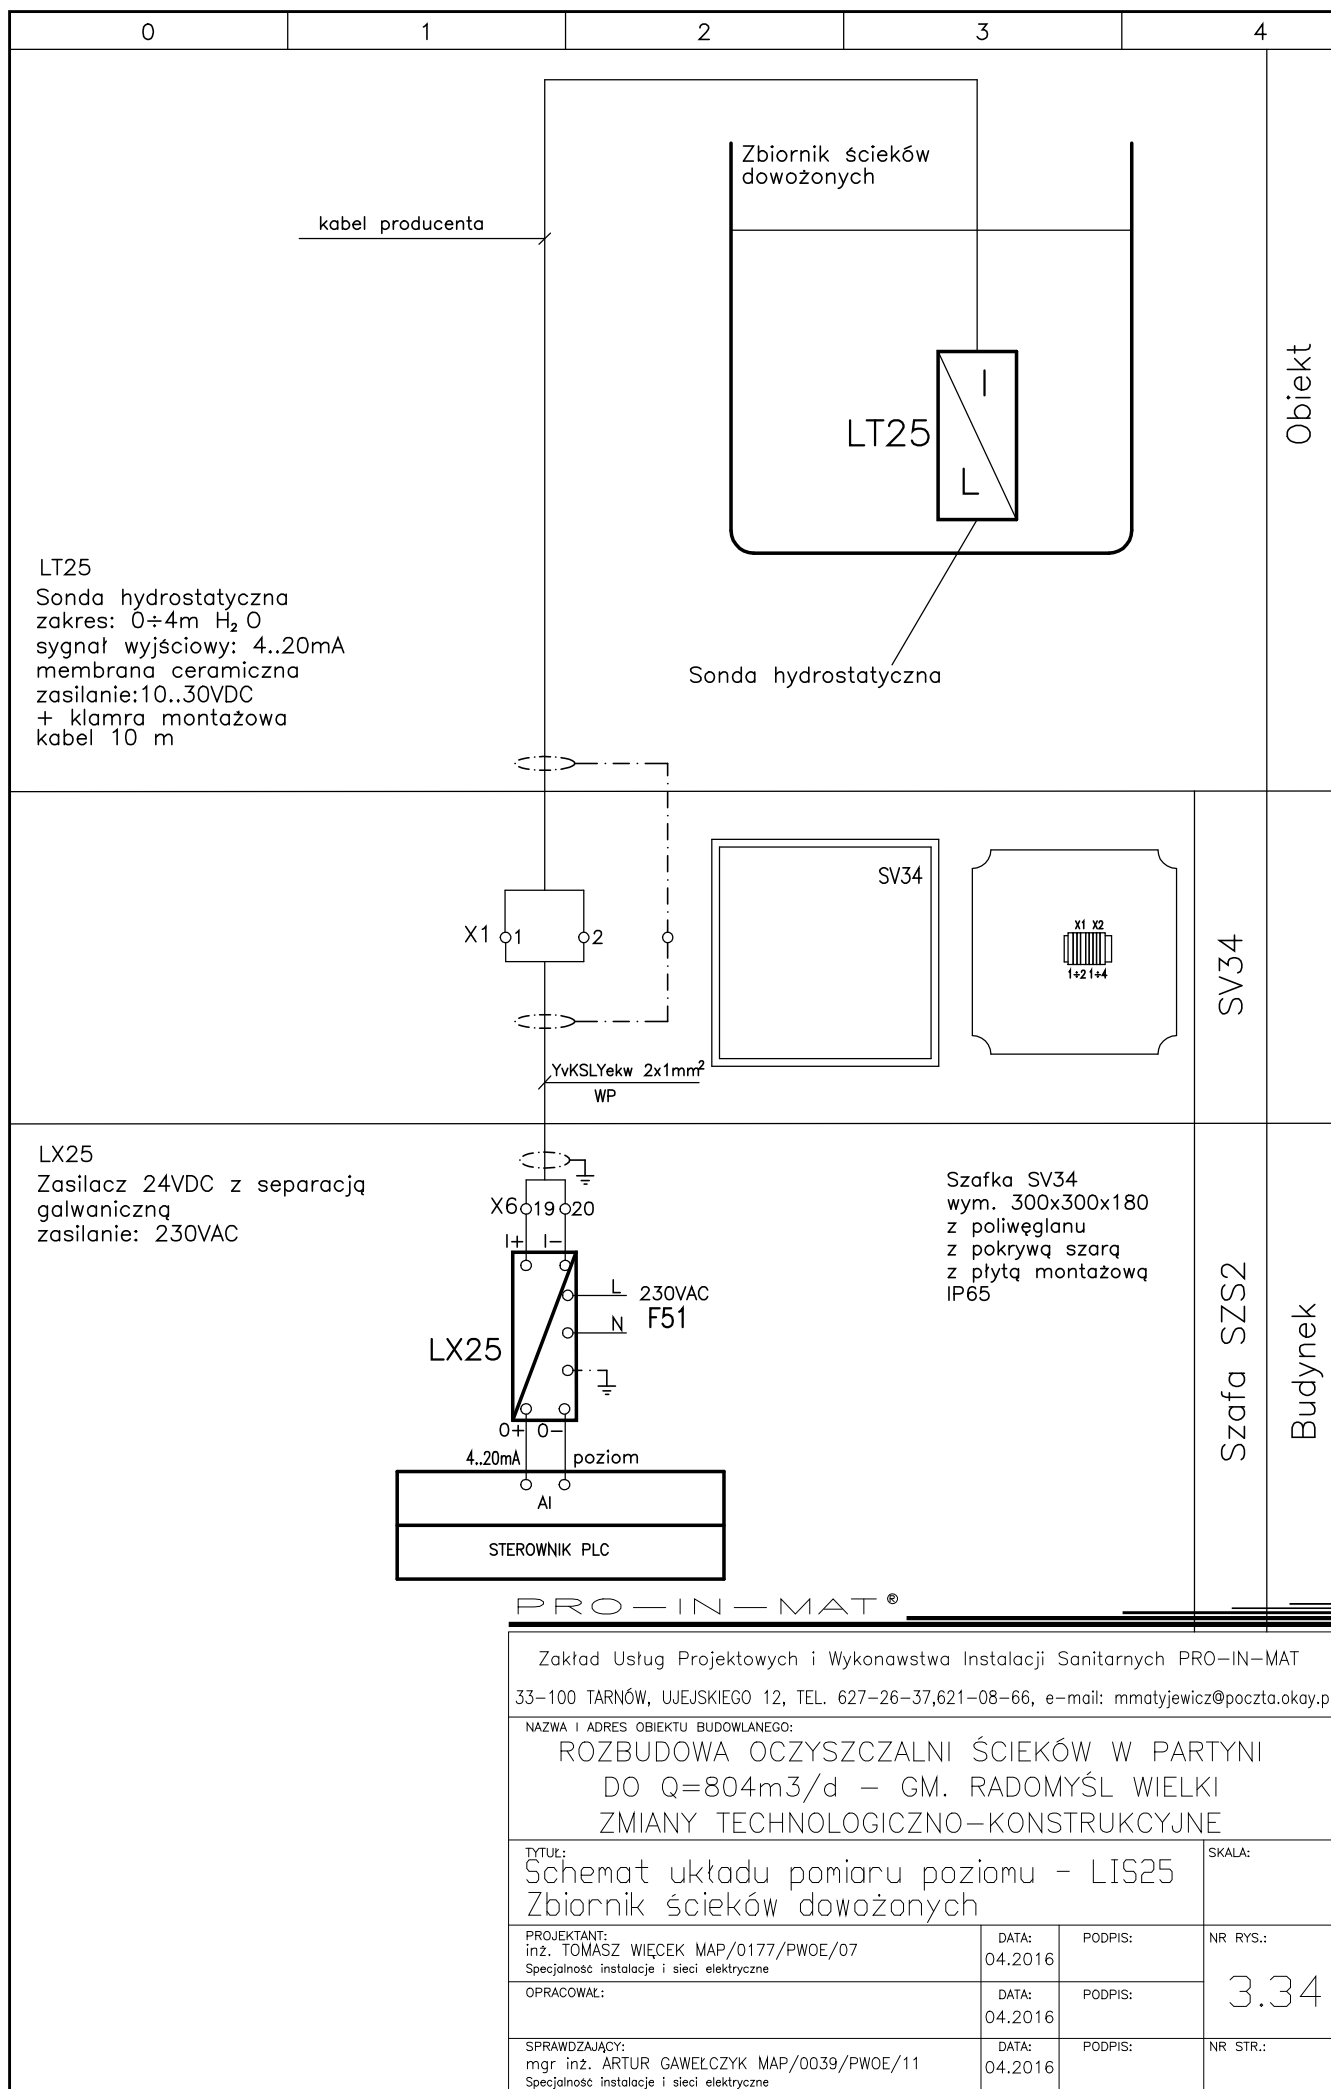 0 1 2 3 4
Zbiornik ścieków
dowożonych
kabel producenta
I
LT25
L
Obiekt
LT25
Sonda hydrostatyczna
zakres: 0÷4m H₂O
sygnał wyjściowy: 4..20mA
membrana ceramiczna
zasilanie:10..30VDC
+ klamra montażowa
kabel 10 m
Sonda hydrostatyczna
SV34
X1 1 2
X1 X2
1÷2 1÷4
SV34
YvKSLYekw 2x1mm²
WP
LX25
Zasilacz 24VDC z separacją
galwaniczną
zasilanie: 230VAC
X6 19 20
I+ I-
L 230VAC
N F51
LX25
0+ 0-
4..20mA poziom
AI
STEROWNIK PLC
Szafka SV34
wym. 300x300x180
z poliwęglanu
z pokrywą szarą
z płytą montażową
IP65
Szafa SZS2
Budynek
PRO-IN-MAT®
Zakład Usług Projektowych i Wykonawstwa Instalacji Sanitarnych PRO-IN-MAT
33-100 TARNÓW, UJEJSKIEGO 12, TEL. 627-26-37,621-08-66, e-mail: mmatyjewicz@poczta.okay.p
NAZWA I ADRES OBIEKTU BUDOWLANEGO:
ROZBUDOWA OCZYSZCZALNI ŚCIEKÓW W PARTYNI
DO Q=804m3/d - GM. RADOMYŚL WIELKI
ZMIANY TECHNOLOGICZNO-KONSTRUKCYJNE
TYTUŁ:
Schemat układu pomiaru poziomu - LIS25
Zbiornik ścieków dowożonych
SKALA:
PROJEKTANT:
inż. TOMASZ WIĘCEK MAP/0177/PWOE/07
Specjalność instalacje i sieci elektryczne
DATA:
04.2016
PODPIS:
NR RYS.:
3.34
OPRACOWAŁ:
DATA:
04.2016
PODPIS:
SPRAWDZAJĄCY:
mgr inż. ARTUR GAWEŁCZYK MAP/0039/PWOE/11
Specjalność instalacje i sieci elektryczne
DATA:
04.2016
PODPIS:
NR STR.: